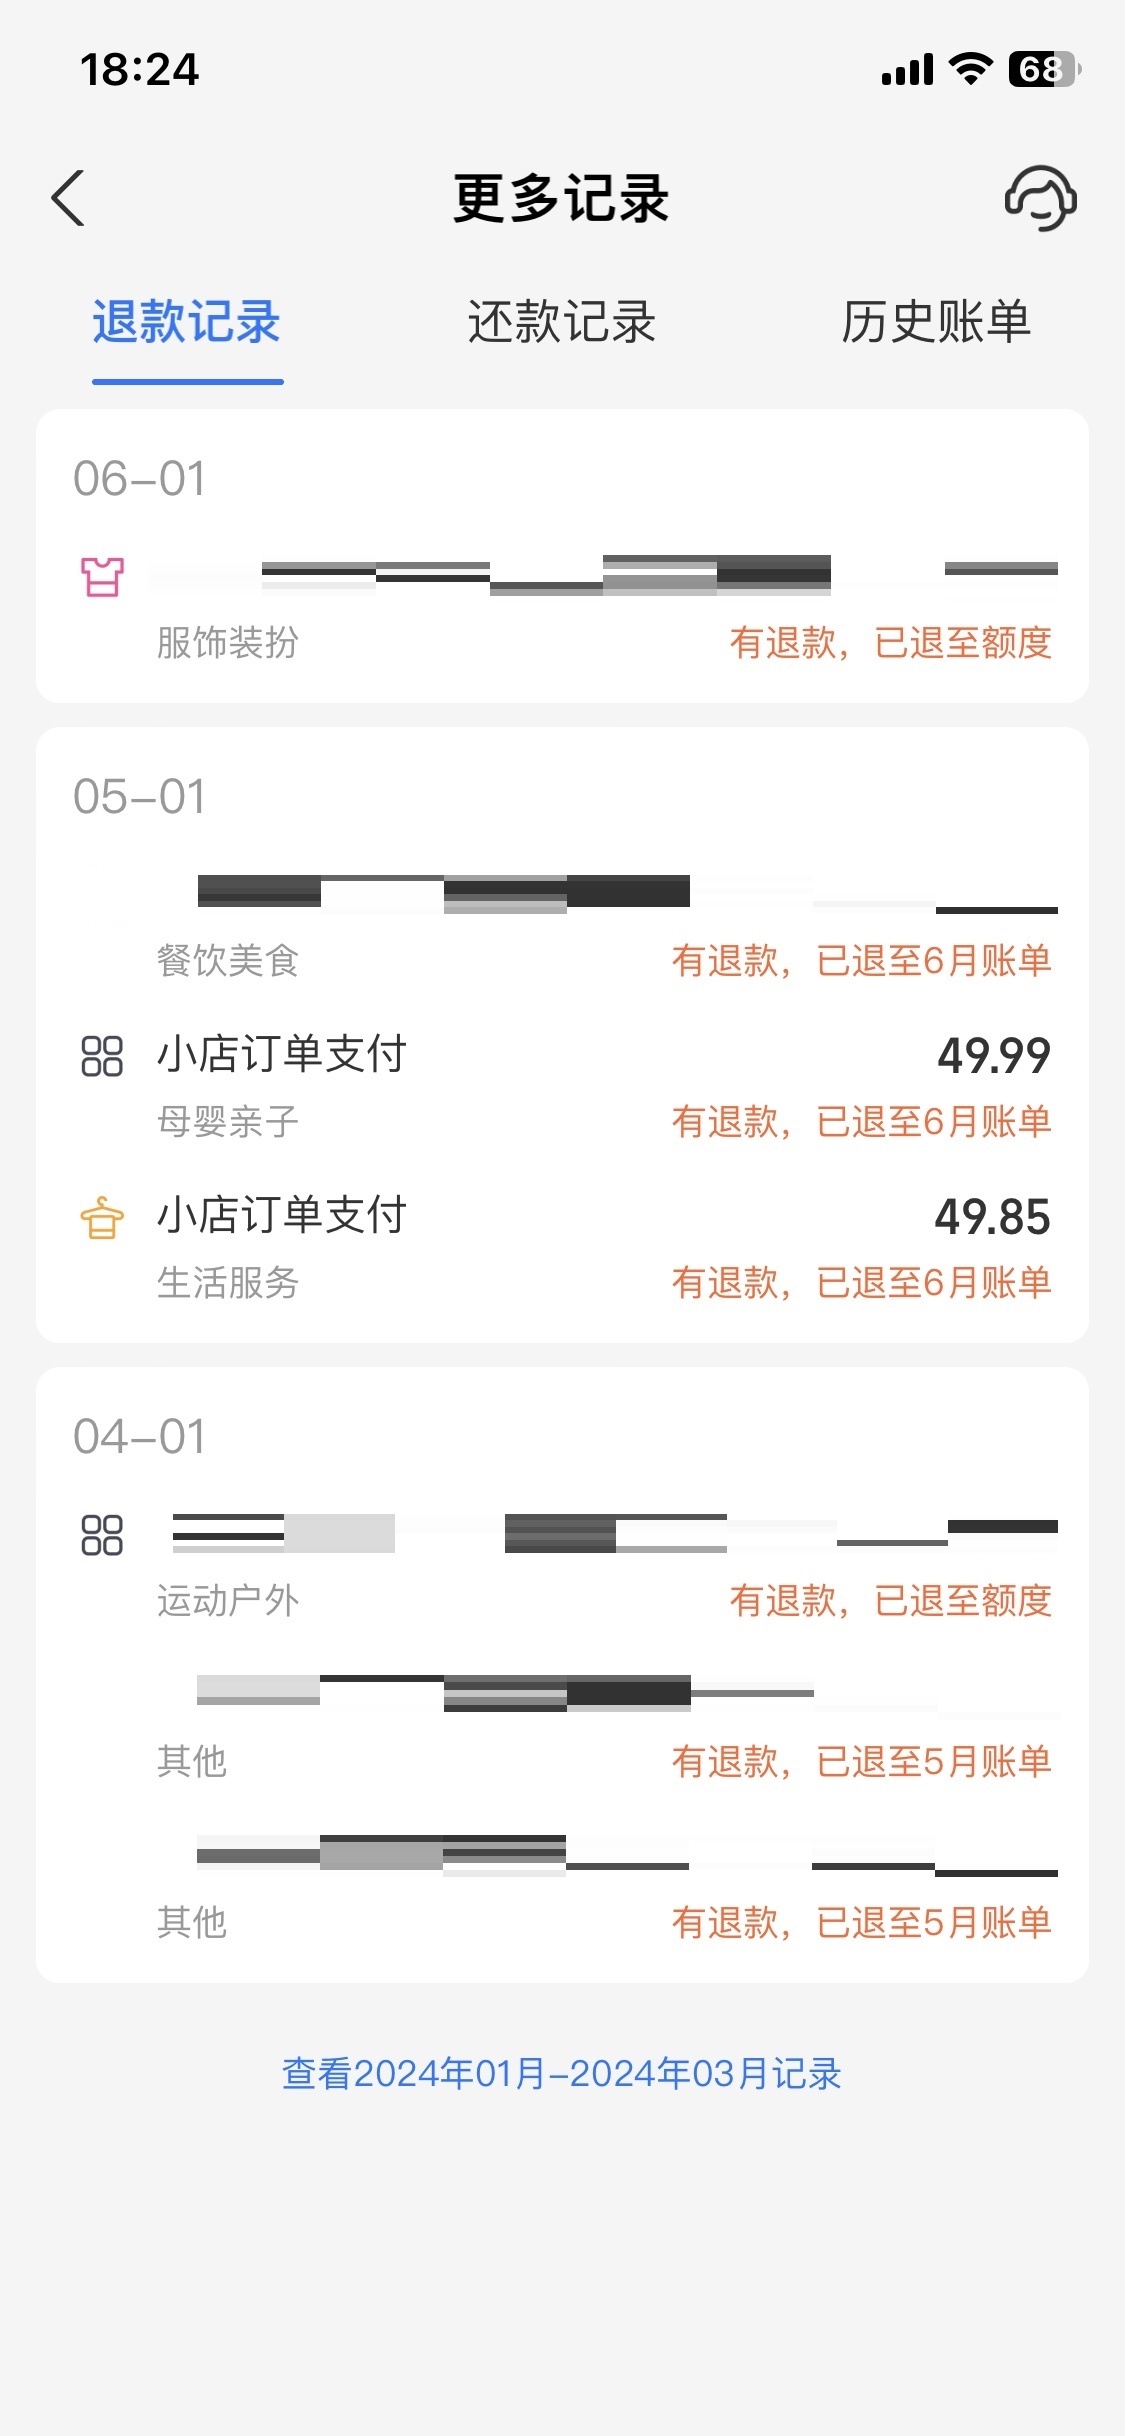 18:24
68
更多记录
退款记录 还款记录 历史账单
06-01
服饰装扮 有退款，已退至额度
05-01
餐饮美食 有退款，已退至6月账单
小店订单支付 49.99
母婴亲子 有退款，已退至6月账单
小店订单支付 49.85
生活服务 有退款，已退至6月账单
04-01
运动户外 有退款，已退至额度
其他 有退款，已退至5月账单
其他 有退款，已退至5月账单
查看2024年01月-2024年03月记录